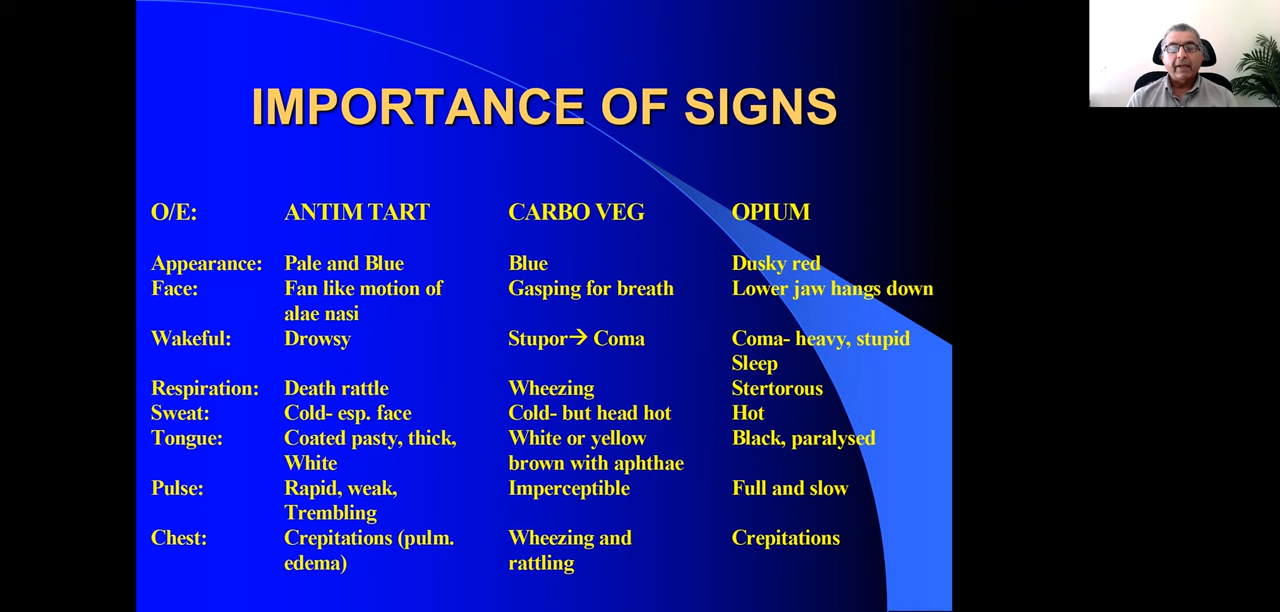 IMPORTANCE OF SIGNS
O/E: ANTIM TART CARBO VEG OPIUM
Appearance: Pale and Blue Blue Dusky red
Face: Fan like motion of Gasping for breath Lower jaw hangs down
alae nasi
Wakeful: Drowsy Stupor→ Coma Coma- heavy, stupid
Sleep
Respiration: Death rattle Wheezing Stertorous
Sweat: Cold- esp. face Cold- but head hot Hot
Tongue: Coated pasty, thick, White or yellow Black, paralysed
White brown with aphthae
Pulse: Rapid, weak, Imperceptible Full and slow
Trembling
Chest: Crepitations (pulm. Wheezing and Crepitations
edema) rattling